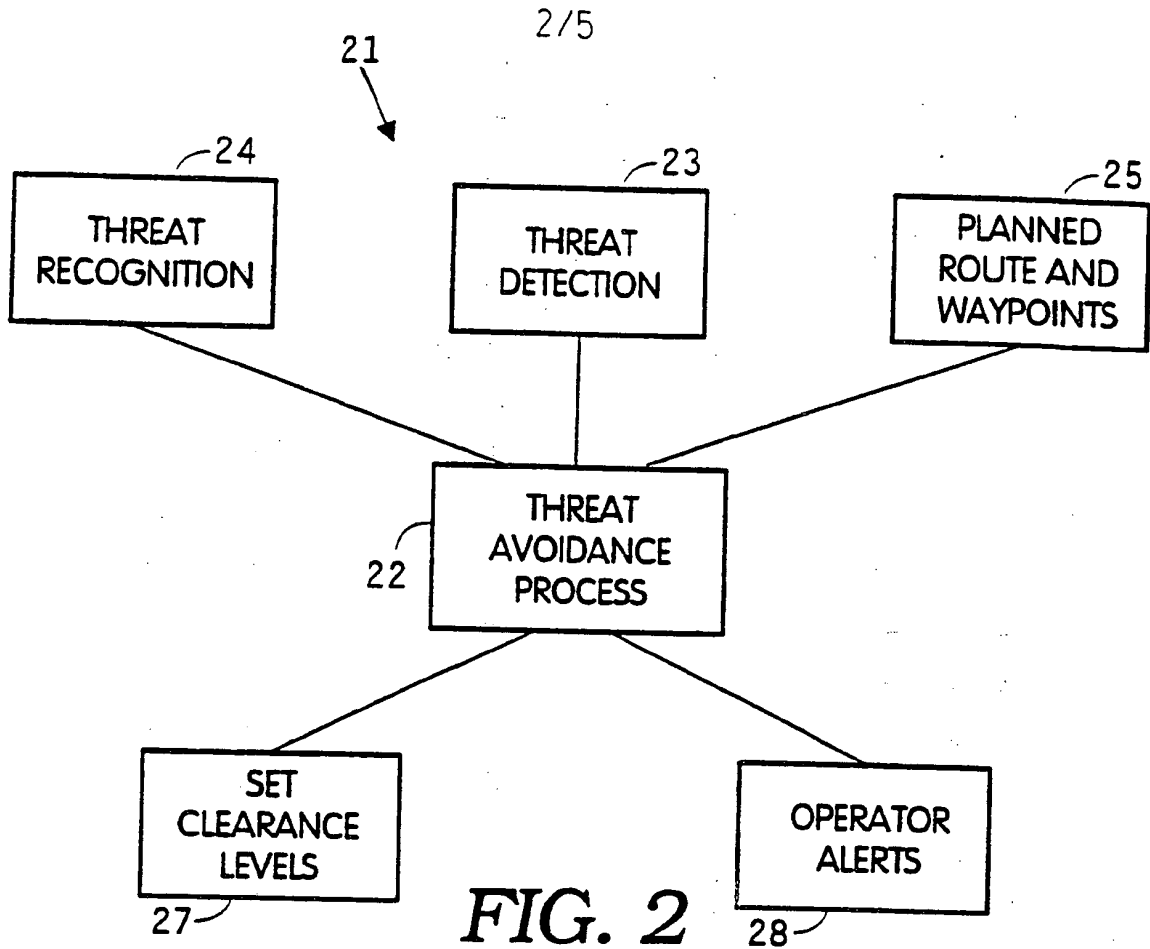 2/5
21
24
THREAT
RECOGNITION
23
THREAT
DETECTION
25
PLANNED
ROUTE AND
WAYPOINTS
22
THREAT
AVOIDANCE
PROCESS
27
SET
CLEARANCE
LEVELS
28
OPERATOR
ALERTS
FIG. 2